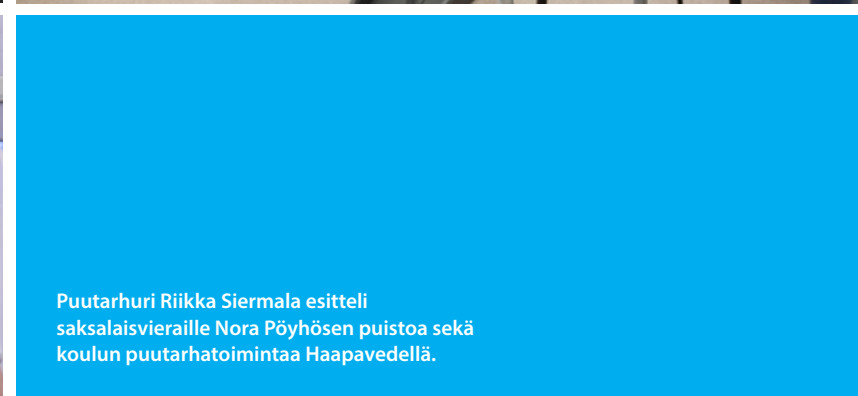 Puutarhuri Riikka Siermala esitteli
saksalaisvieraille Nora Pöyhösen puistoa sekä
koulun puutarhatoimintaa Haapavedellä.